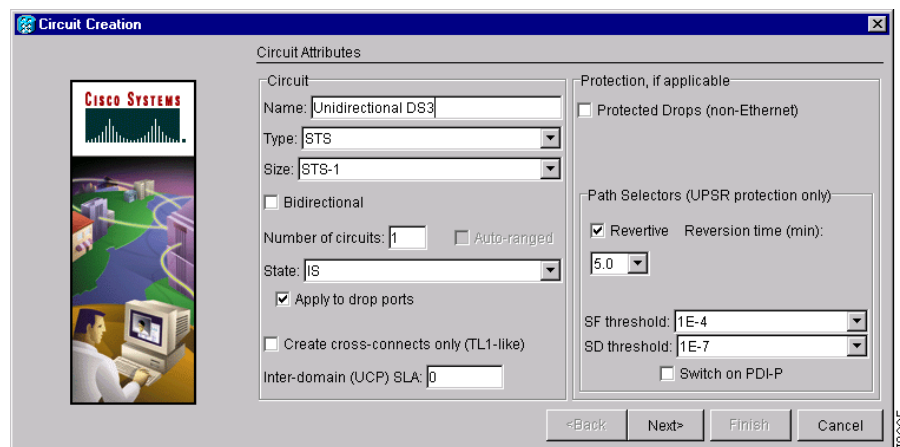 Circuit Creation
Circuit Attributes
CISCO SYSTEMS
Circuit
Name: Unidirectional DS3
Type: STS
Size: STS-1
Bidirectional
Number of circuits: 1 Auto-ranged
State: IS
Apply to drop ports
Create cross-connects only (TL1-like)
Inter-domain (UCP) SLA: 0
Protection, if applicable
Protected Drops (non-Ethernet)
Path Selectors (UPSR protection only)
Revertive Reversion time (min):
5.0
SF threshold: 1E-4
SD threshold: 1E-7
Switch on PDI-P
<Back Next> Finish Cancel